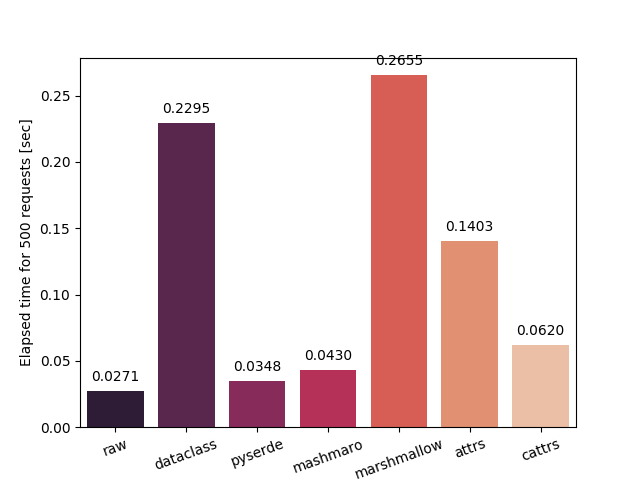 0.2655
0.25
0.2295
0.20
0.15
0.1403
0.10
0.0620
0.05
0.0430
0.0348
0.0271
0.00
Elapsed time for 500 requests [sec]
raw
dataclass
pyserde
mashmaro
marshmallow
attrs
cattrs